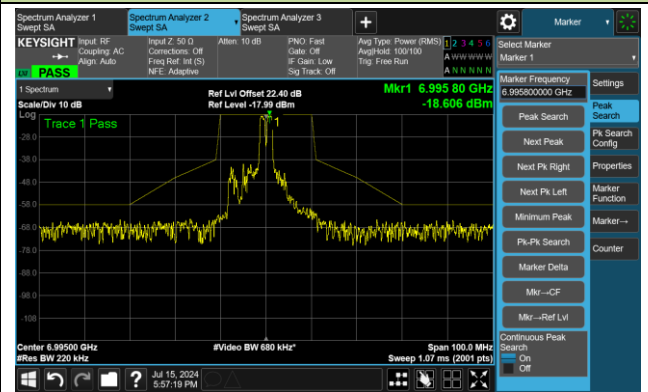 Spectrum Analyzer 1
Swept SA
Spectrum Analyzer 2
Swept SA
Spectrum Analyzer 3
Swept SA
+
Marker
KEYSIGHT
Input: RF
Coupling: AC
Align: Auto
Input Z: 50 Ω
Corrections: Off
Freq Ref: Int (S)
NFE: Adaptive
Atten: 10 dB
PNO: Fast
Gate: Off
IF Gain: Low
Sig Track: Off
Avg Type: Power (RMS)
Avg|Hold: 100/100
Trig: Free Run
1 2 3 4 5 6
A W W W W W
A N N N N N
LXI
PASS
Select Marker
Marker 1
1 Spectrum
Scale/Div 10 dB
Ref Lvl Offset 22.40 dB
Ref Level -17.99 dBm
Mkr1 6.995 80 GHz
-18.606 dBm
Log
Trace 1 Pass
1
-28.0
-38.0
-48.0
-58.0
-68.0
-78.0
-88.0
-98.0
-108
Center 6.99500 GHz
#Res BW 220 kHz
#Video BW 680 kHz*
Span 100.0 MHz
Sweep 1.07 ms (2001 pts)
Marker Frequency
6.995800000 GHz
Peak Search
Next Peak
Next Pk Right
Next Pk Left
Minimum Peak
Pk-Pk Search
Marker Delta
Mkr→CF
Mkr→Ref Lvl
Continuous Peak
Search
On
Off
Settings
Peak
Search
Pk Search
Config
Properties
Marker
Function
Marker→
Counter
?
Jul 15, 2024
5:57:19 PM